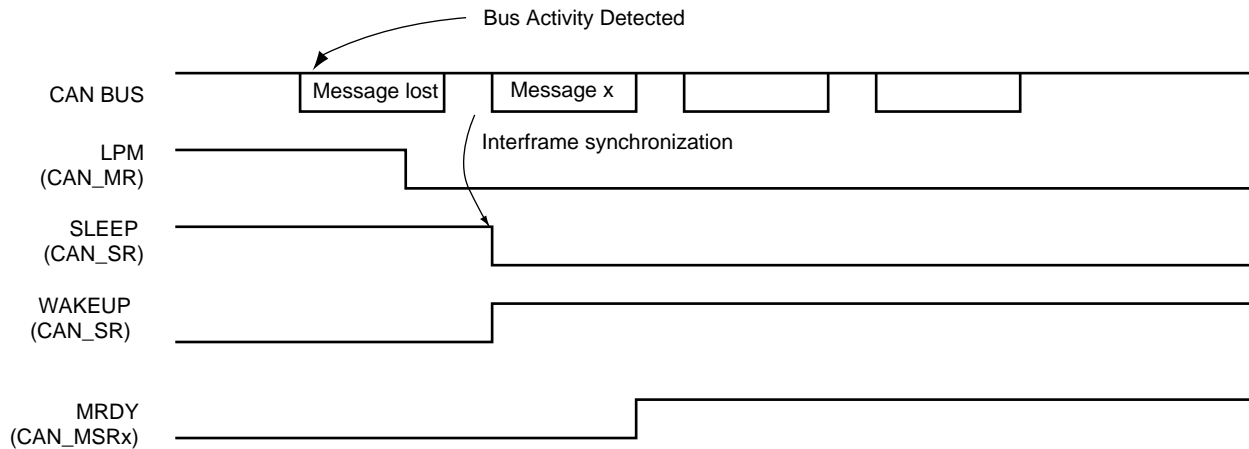 Bus Activity Detected
CAN BUS
Message lost
Message x
Interframe synchronization
LPM
(CAN_MR)
SLEEP
(CAN_SR)
WAKEUP
(CAN_SR)
MRDY
(CAN_MSRx)